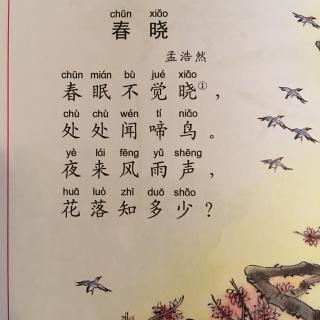 chūn xiǎo
春 晓
孟浩然
chūn mián bù jué xiǎo
春 眠 不 觉 晓①，
chù chù wén tí niǎo
处 处 闻 啼 鸟。
yè lái fēng yǔ shēng
夜 来 风 雨 声，
huā luò zhī duō shǎo
花 落 知 多 少？